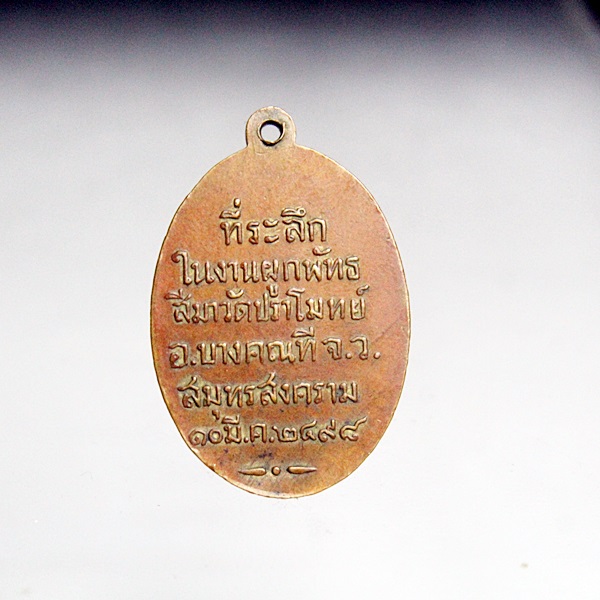 ที่ระลึก
ในงานผูกพัทธ
สีมาวัดปราโมทย์
อ.บางคณที จ.ว.
สมุทรสงคราม
๑๐มี.ค.๒๔๙๔